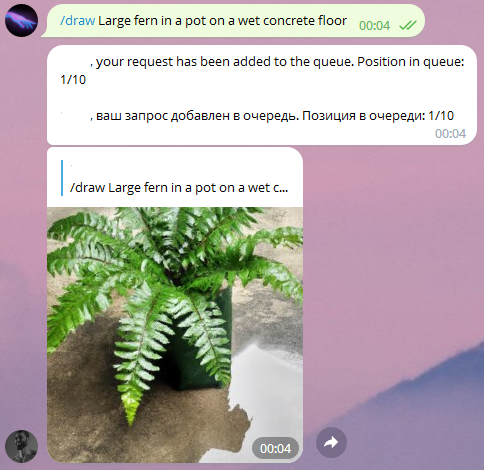 /draw Large fern in a pot on a wet concrete floor 00:04
, your request has been added to the queue. Position in queue:
1/10
, ваш запрос добавлен в очередь. Позиция в очереди: 1/10
00:04
/draw Large fern in a pot on a wet c...
00:04